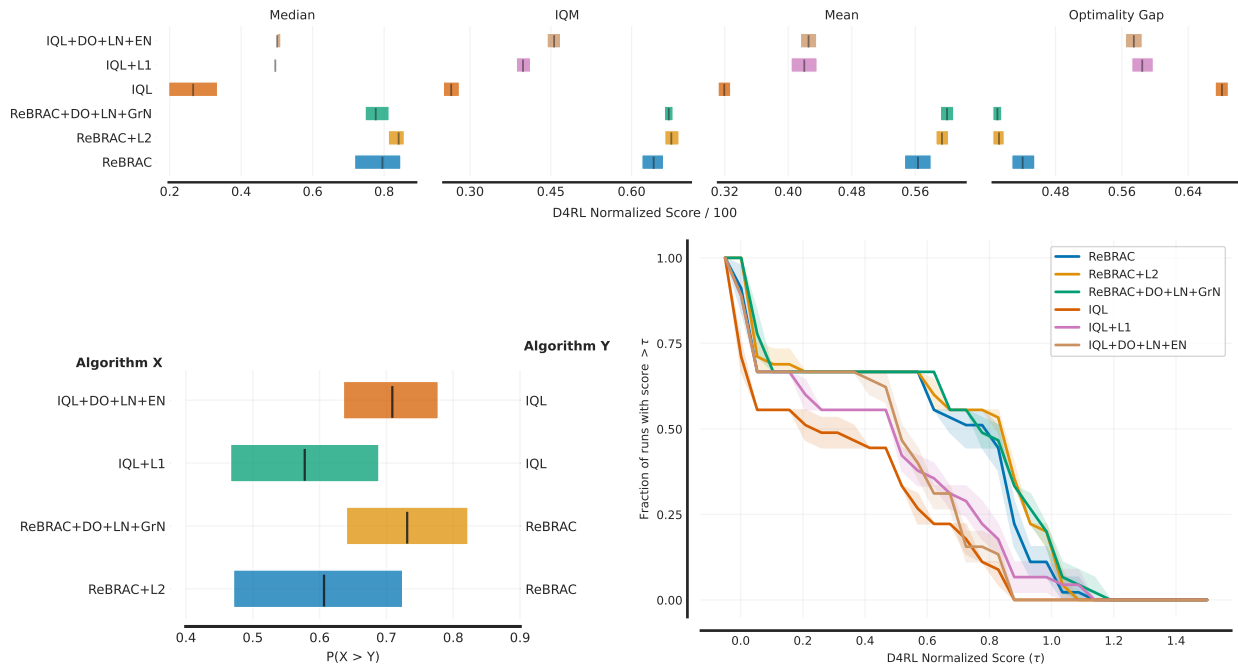 Median
IQM
Mean
Optimality Gap
IQL+DO+LN+EN
IQL+L1
IQL
ReBRAC+DO+LN+GrN
ReBRAC+L2
ReBRAC
0.2 0.4 0.6 0.8
0.30 0.45 0.60
0.32 0.40 0.48 0.56
0.48 0.56 0.64
D4RL Normalized Score / 100
Algorithm X
Algorithm Y
IQL+DO+LN+EN IQL
IQL+L1 IQL
ReBRAC+DO+LN+GrN ReBRAC
ReBRAC+L2 ReBRAC
0.4 0.5 0.6 0.7 0.8 0.9
P(X > Y)
Fraction of runs with score > τ
1.00
0.75
0.50
0.25
0.00
ReBRAC
ReBRAC+L2
ReBRAC+DO+LN+GrN
IQL
IQL+L1
IQL+DO+LN+EN
0.0 0.2 0.4 0.6 0.8 1.0 1.2 1.4
D4RL Normalized Score (τ)